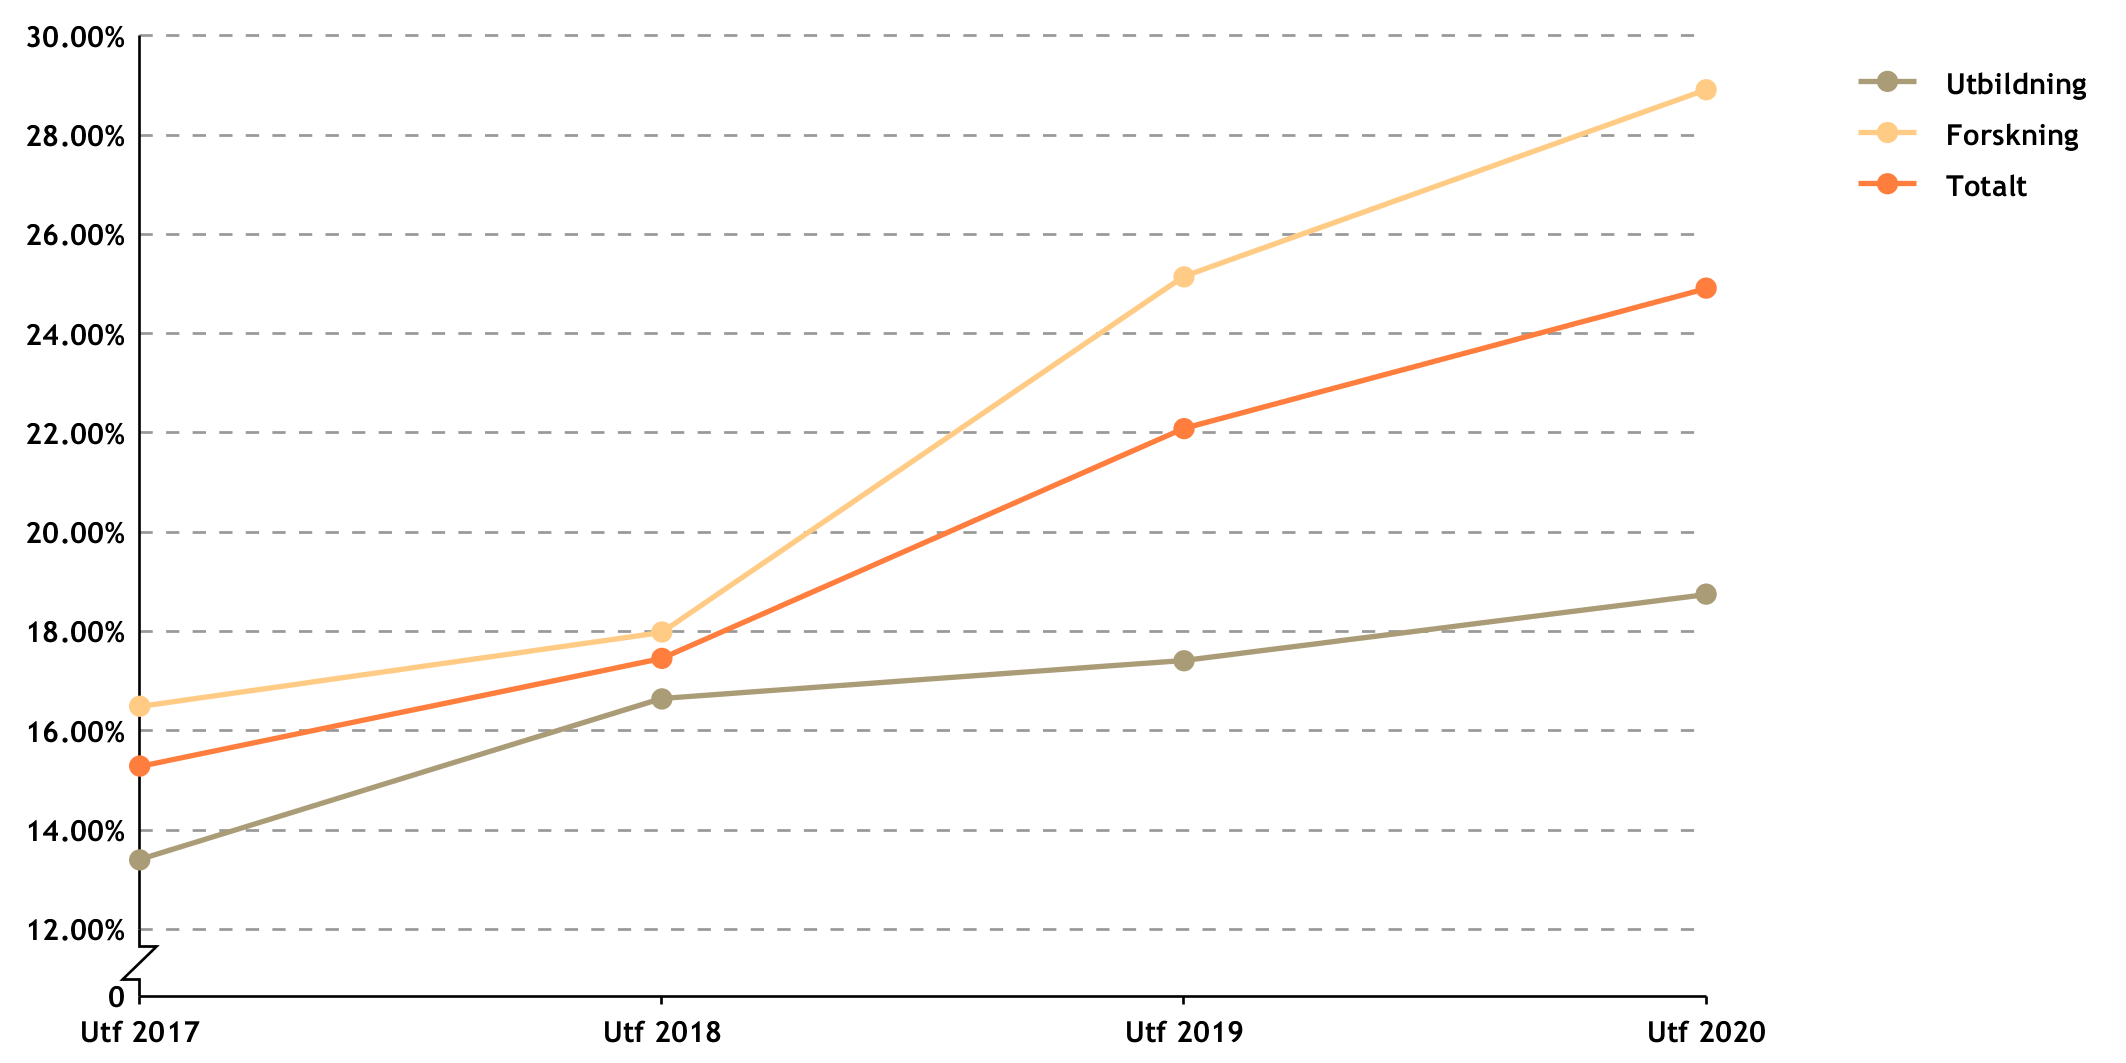 30.00%
28.00%
26.00%
24.00%
22.00%
20.00%
18.00%
16.00%
14.00%
12.00%
0
Utf 2017 Utf 2018 Utf 2019 Utf 2020
Utbildning
Forskning
Totalt